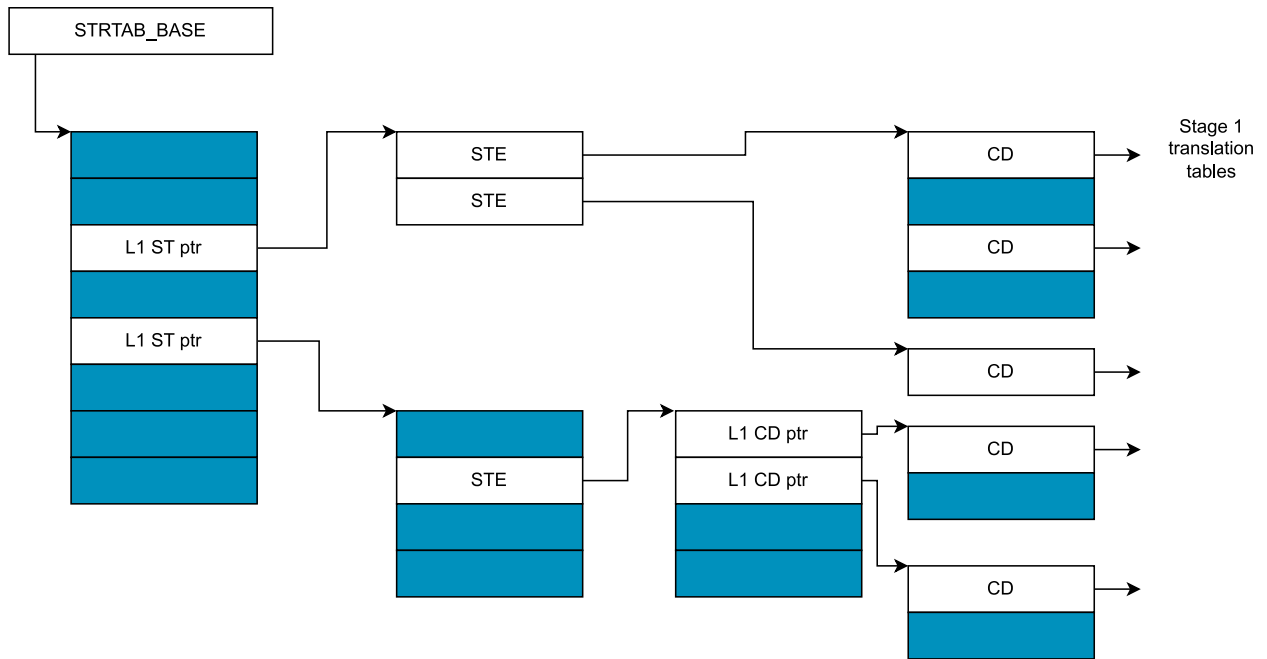 STRTAB_BASE
STE
CD
Stage 1
translation
tables
STE
L1 ST ptr
CD
L1 ST ptr
CD
L1 CD ptr
CD
STE
L1 CD ptr
CD